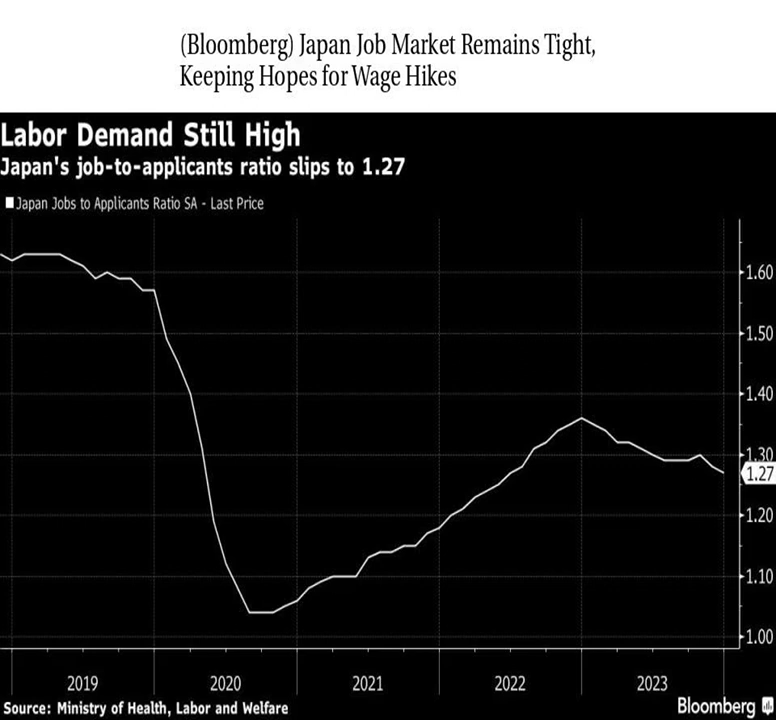 (Bloomberg) Japan Job Market Remains Tight,
Keeping Hopes for Wage Hikes
Labor Demand Still High
Japan's job-to-applicants ratio slips to 1.27
Japan Jobs to Applicants Ratio SA - Last Price
1.60
1.50
1.40
1.30
1.27
1.20
1.10
1.00
2019 2020 2021 2022 2023
Source: Ministry of Health, Labor and Welfare
Bloomberg